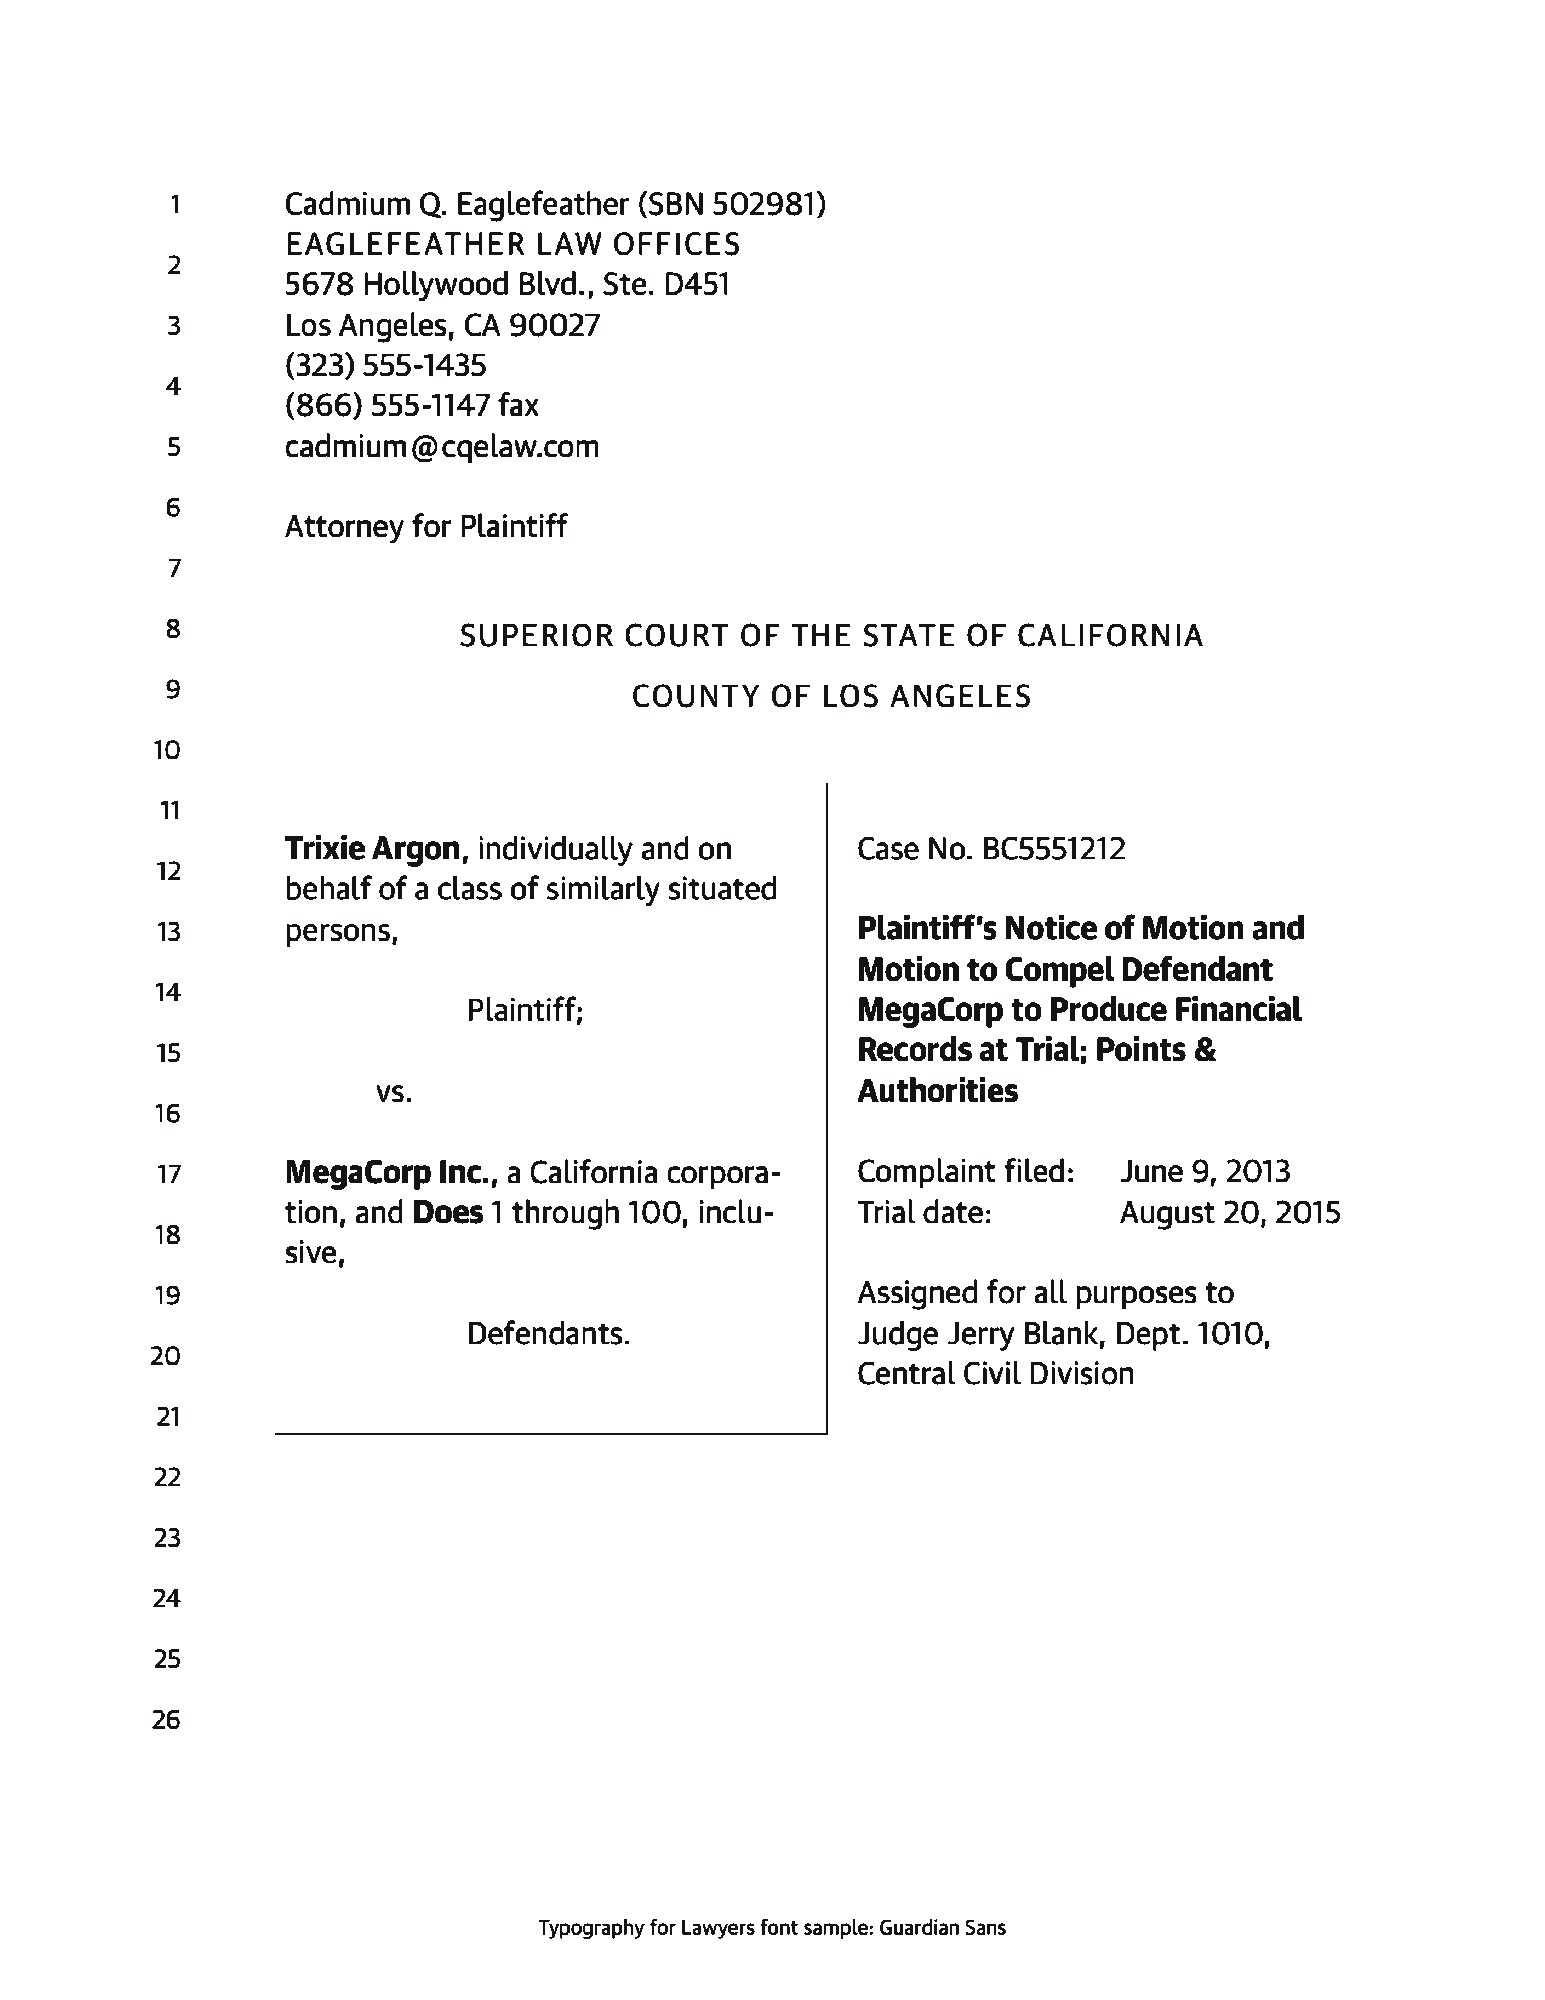 1
2
3
4
5
6
7
8
9
10
11
12
13
14
15
16
17
18
19
20
21
22
23
24
25
26
Cadmium Q. Eaglefeather (SBN 502981)
EAGLEFEATHER LAW OFFICES
5678 Hollywood Blvd., Ste. D451
Los Angeles, CA 90027
(323) 555-1435
(866) 555-1147 fax
cadmium@cqelaw.com
Attorney for Plaintiff
SUPERIOR COURT OF THE STATE OF CALIFORNIA
COUNTY OF LOS ANGELES
Trixie Argon, individually and on
behalf of a class of similarly situated
persons,
Plaintiff;
vs.
MegaCorp Inc., a California corpora-
tion, and Does 1 through 100, inclu-
sive,
Defendants.
Case No. BC5551212
Plaintiff's Notice of Motion and
Motion to Compel Defendant
MegaCorp to Produce Financial
Records at Trial; Points &
Authorities
Complaint filed: June 9, 2013
Trial date: August 20, 2015
Assigned for all purposes to
Judge Jerry Blank, Dept. 1010,
Central Civil Division
Typography for Lawyers font sample: Guardian Sans